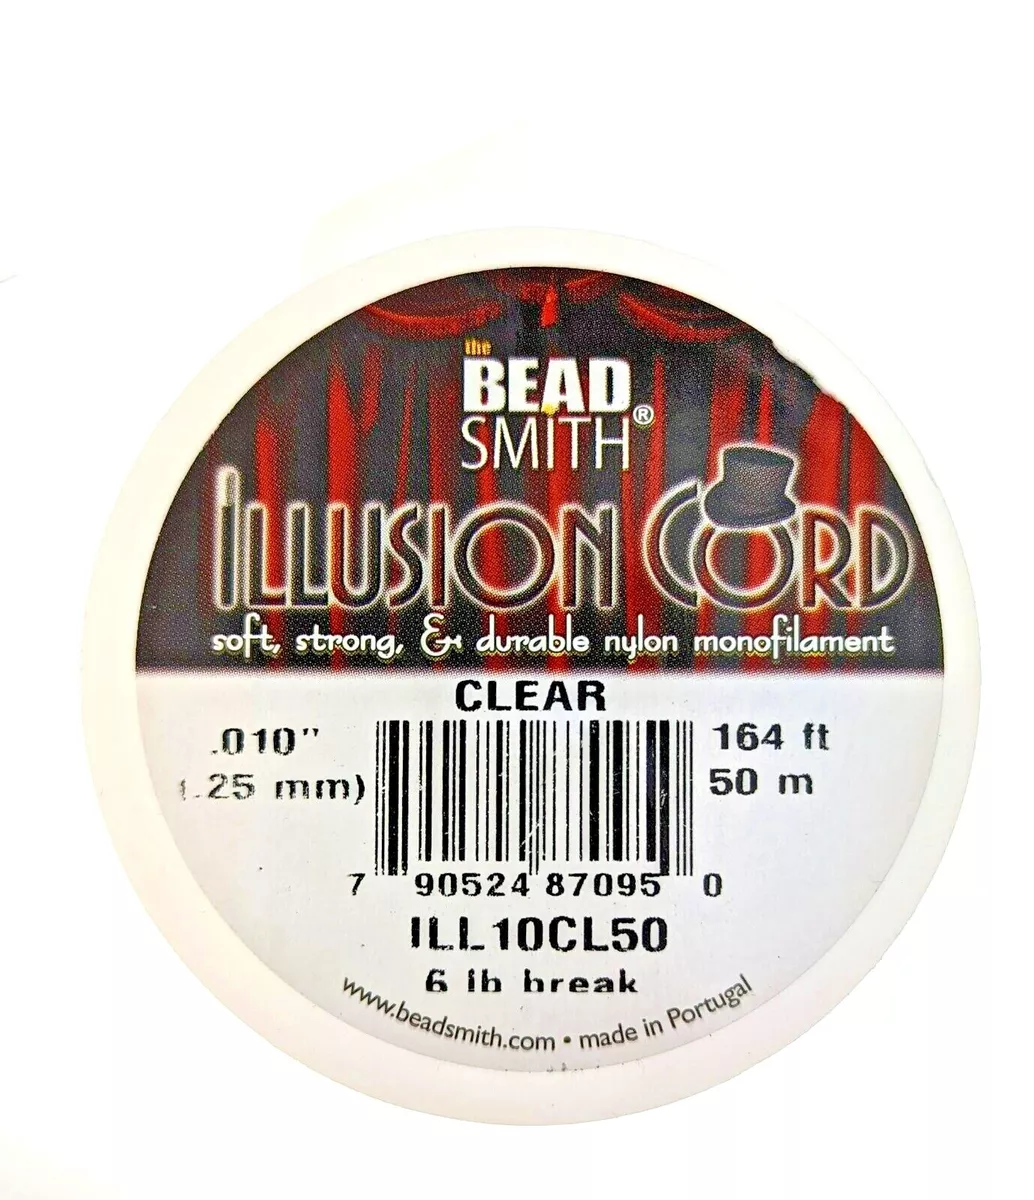 the
BEAD
SMITH®
ILLUSION CORD
soft, strong, & durable nylon monofilament
CLEAR
.010"
(.25 mm)
164 ft
50 m
7 90524 87095 0
ILL10CL50
6 lb break
www.beadsmith.com • made in Portugal